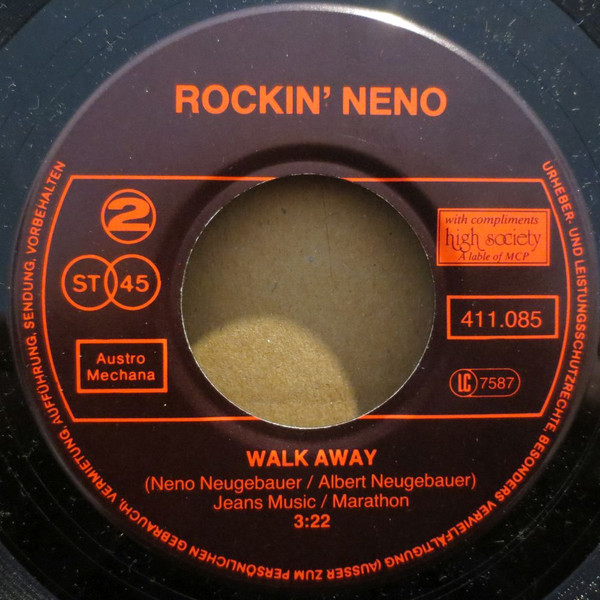 ROCKIN' NENO
2
ST 45
Austro
Mechana
with compliments
high society
A lable of MCP
411.085
LC 7587
WALK AWAY
(Neno Neugebauer / Albert Neugebauer)
Jeans Music / Marathon
3:22
URHEBER- UND LEISTUNGSSCHUTZRECHTE, BESONDERS VERVIELFÄLTIGUNG (AUSSER ZUM PERSÖNLICHEN GEBRAUCH), VERMIETUNG, AUFFÜHRUNG, SENDUNG, VORBEHALTEN